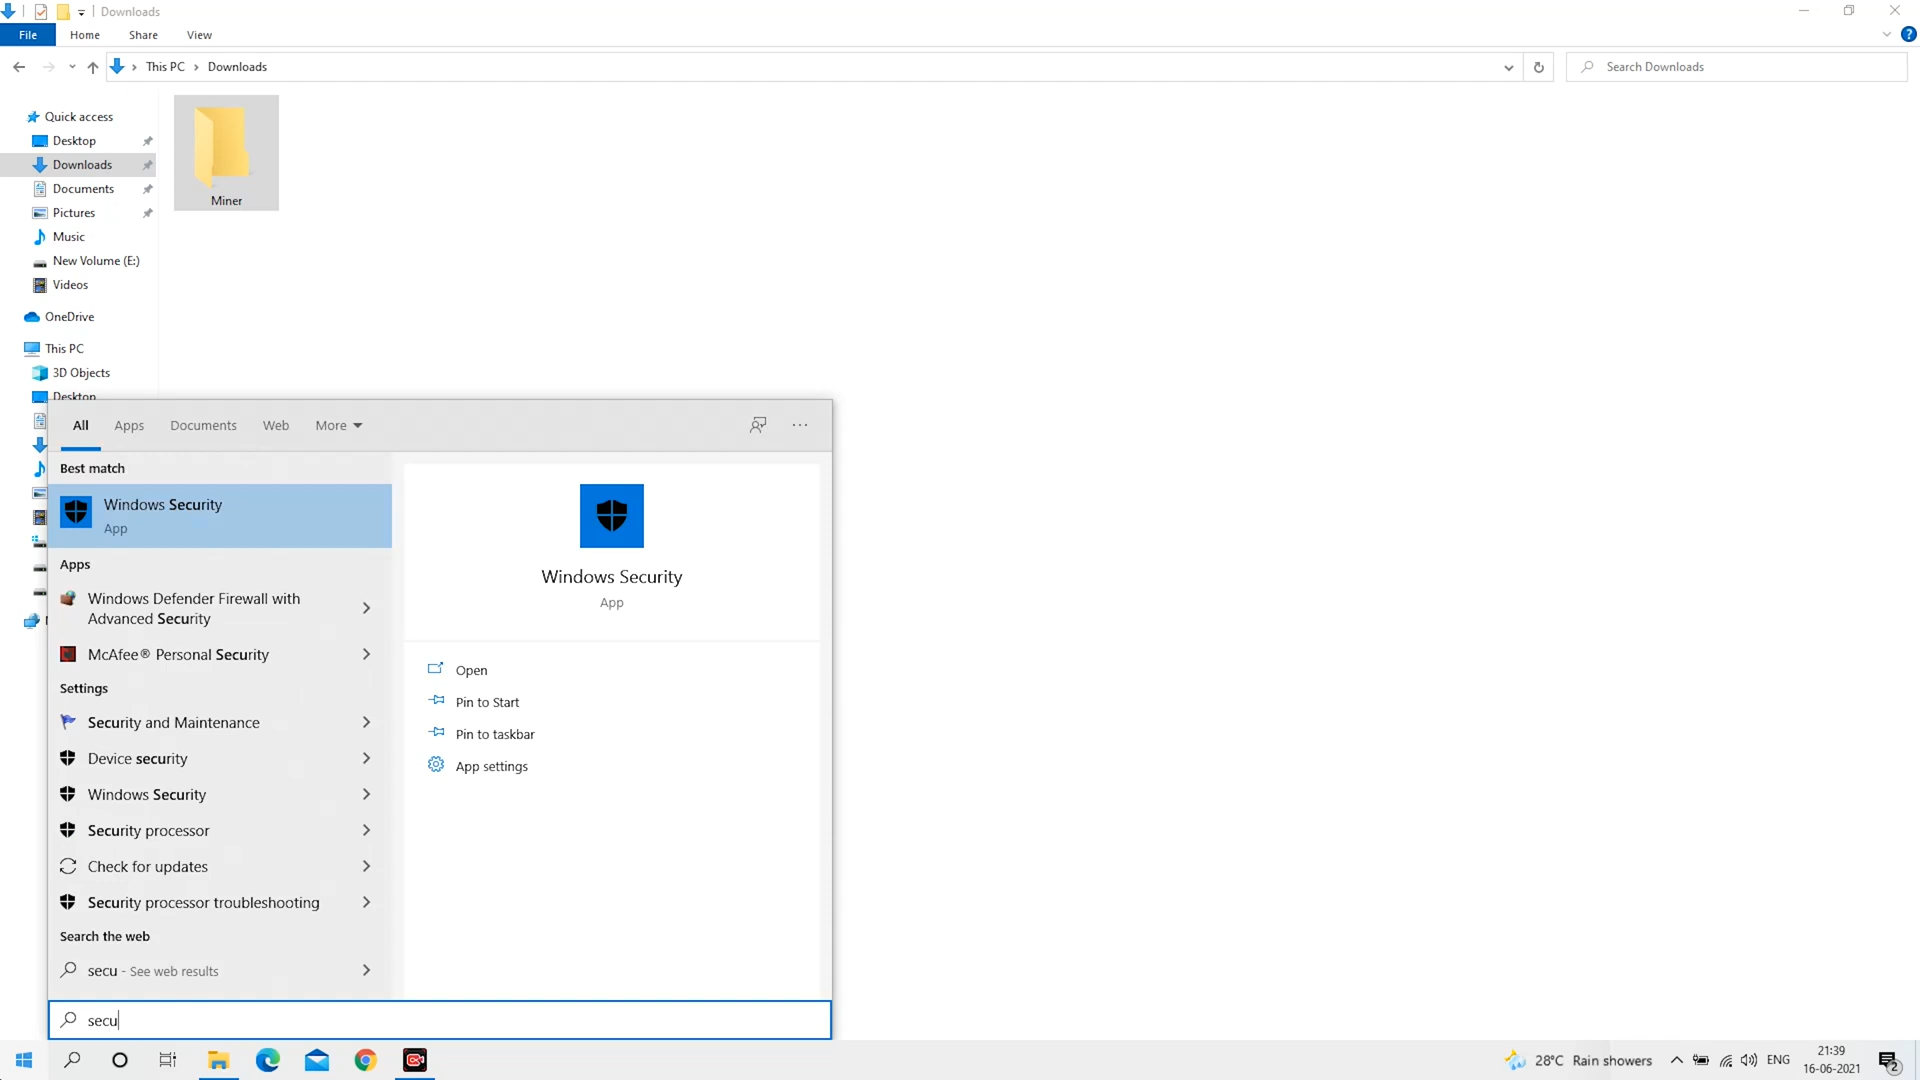 Downloads
File
Home
Share
View
?
This PC
Downloads
Search Downloads
Quick access
Desktop
Downloads
Documents
Pictures
Music
New Volume (E:)
Videos
OneDrive
This PC
3D Objects
Desktop
Miner
All
Apps
Documents
Web
More
...
Best match
Windows Security
App
Apps
Windows Defender Firewall with
Advanced Security
McAfee® Personal Security
Settings
Security and Maintenance
Device security
Windows Security
Security processor
Check for updates
Security processor troubleshooting
Search the web
secu - See web results
Windows Security
App
Open
Pin to Start
Pin to taskbar
App settings
secu
28°C Rain showers
ENG
21:39
16-06-2021
2